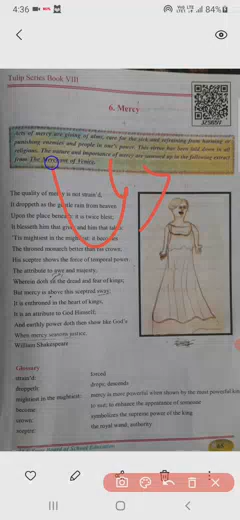 4:36
84%
Tulip Series Book VIII
6. Mercy
Acts of mercy are giving of alms, care for the sick and refraining from harming or
punishing enemies and people in one's power. This virtue has been laid down in all
religions. The nature and importance of mercy are summed up in the following extract
from The Merchant of Venice.
The quality of mercy is not strain'd,
It droppeth as the gentle rain from heaven
Upon the place beneath: it is twice blest;
It blesseth him that gives and him that takes:
'Tis mightiest in the mightiest: it becomes
The throned monarch better than his crown;
His sceptre shows the force of temporal power,
The attribute to awe and majesty,
Wherein doth sit the dread and fear of kings;
But mercy is above this sceptred sway;
It is enthroned in the heart of kings,
It is an attribute to God Himself;
And earthly power doth then show like God's
When mercy seasons justice.
William Shakespeare
Glossary
strain'd: forced
droppeth: drops, descends
mightiest in the mightiest: mercy is more powerful when shown by the most powerful
become: to suit; to enhance the appearance of someone
crown: symbolizes the supreme power of the king
sceptre: the royal wand, authority
of School Education